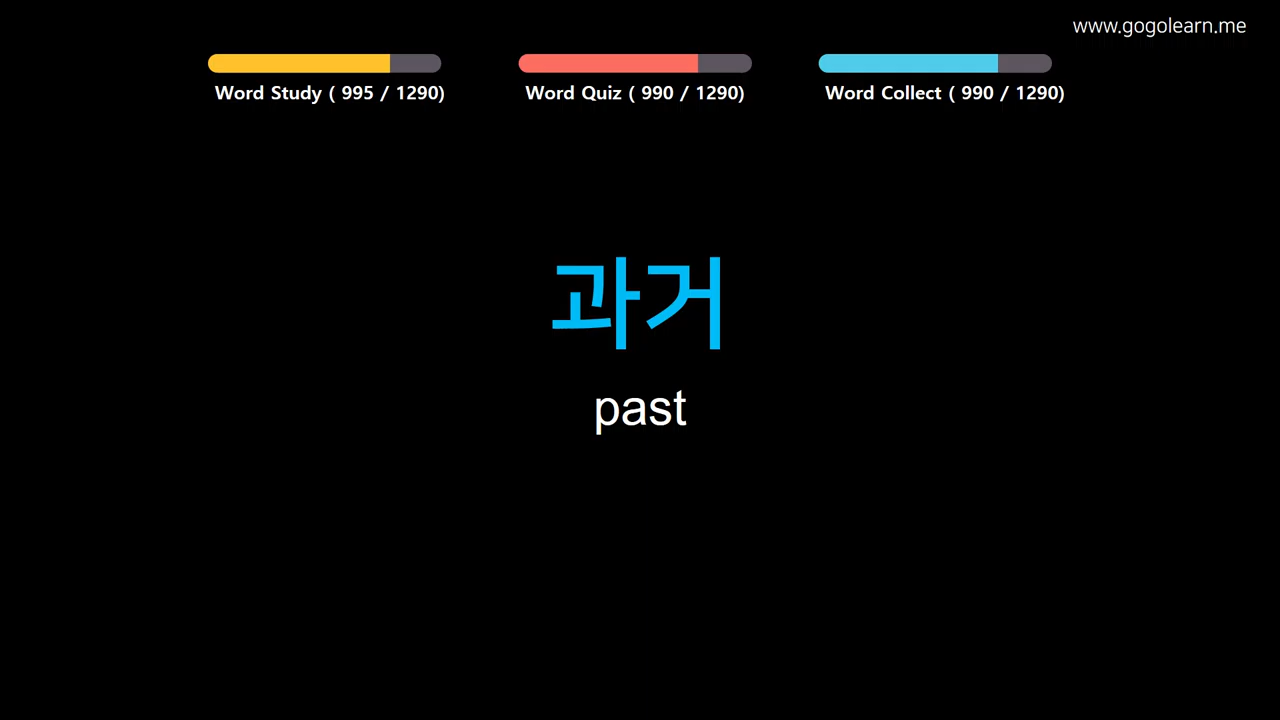 www.gogolearn.me
Word Study ( 995 / 1290)
Word Quiz ( 990 / 1290)
Word Collect ( 990 / 1290)
과거
past